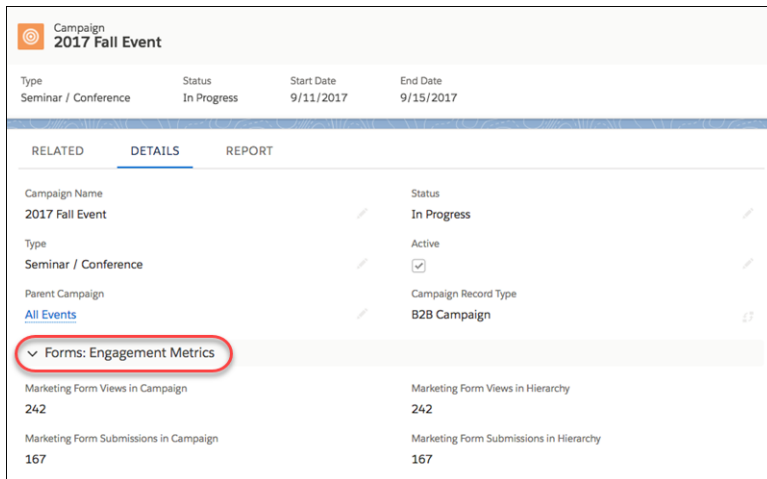 Campaign
2017 Fall Event
Type Status Start Date End Date
Seminar / Conference In Progress 9/11/2017 9/15/2017
RELATED DETAILS REPORT
Campaign Name Status
2017 Fall Event In Progress
Type Active
Seminar / Conference
Parent Campaign Campaign Record Type
All Events B2B Campaign
Forms: Engagement Metrics
Marketing Form Views in Campaign Marketing Form Views in Hierarchy
242 242
Marketing Form Submissions in Campaign Marketing Form Submissions in Hierarchy
167 167